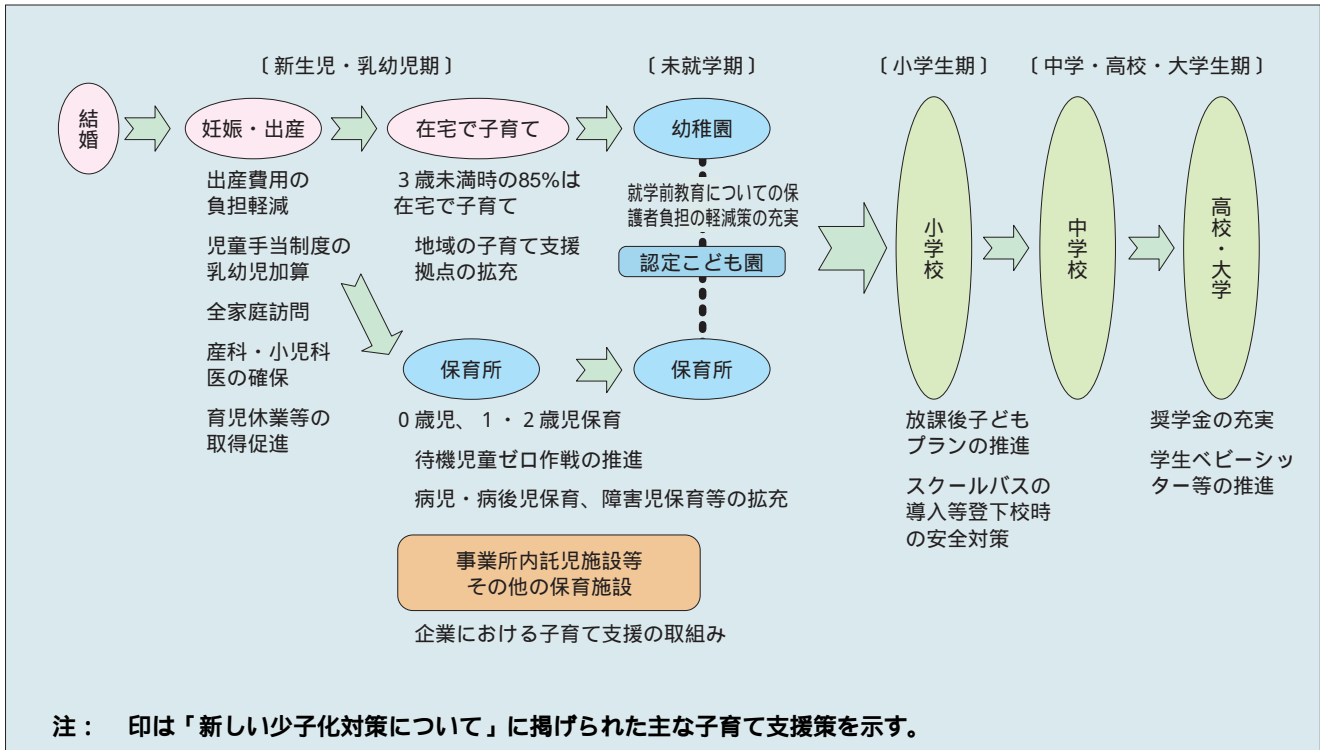 〔新生児・乳幼児期〕
〔未就学期〕
〔小学生期〕
〔中学・高校・大学生期〕
結婚
妊娠・出産
在宅で子育て
幼稚園
出産費用の
負担軽減
児童手当制度の
乳幼児加算
全家庭訪問
産科・小児科
医の確保
育児休業等の
取得促進
3歳未満時の85%は
在宅で子育て
地域の子育て支援
拠点の拡充
就学前教育についての保
護者負担の軽減策の充実
認定こども園
保育所
保育所
0歳児、1・2歳児保育
待機児童ゼロ作戦の推進
病児・病後児保育、障害児保育等の拡充
事業所内託児施設等
その他の保育施設
企業における子育て支援の取組み
小学校
中学校
高校・大学
放課後子ども
プランの推進
スクールバスの
導入等登下校時
の安全対策
奨学金の充実
学生ベビーシッ
ター等の推進
注： 印は「新しい少子化対策について」に掲げられた主な子育て支援策を示す。